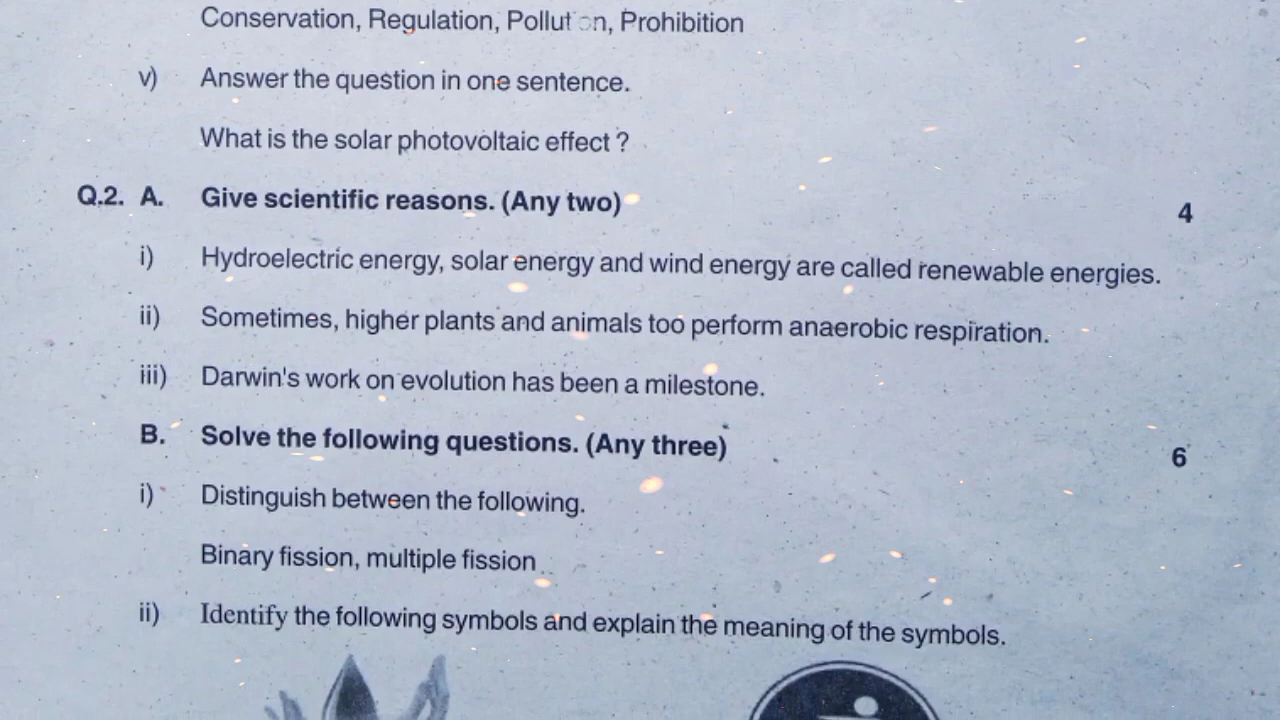 Conservation, Regulation, Pollution, Prohibition
v) Answer the question in one sentence.
What is the solar photovoltaic effect ?
Q.2. A. Give scientific reasons. (Any two) 4
i) Hydroelectric energy, solar energy and wind energy are called renewable energies.
ii) Sometimes, higher plants and animals too perform anaerobic respiration.
iii) Darwin's work on evolution has been a milestone.
B. Solve the following questions. (Any three) 6
i) Distinguish between the following.
Binary fission, multiple fission
ii) Identify the following symbols and explain the meaning of the symbols.